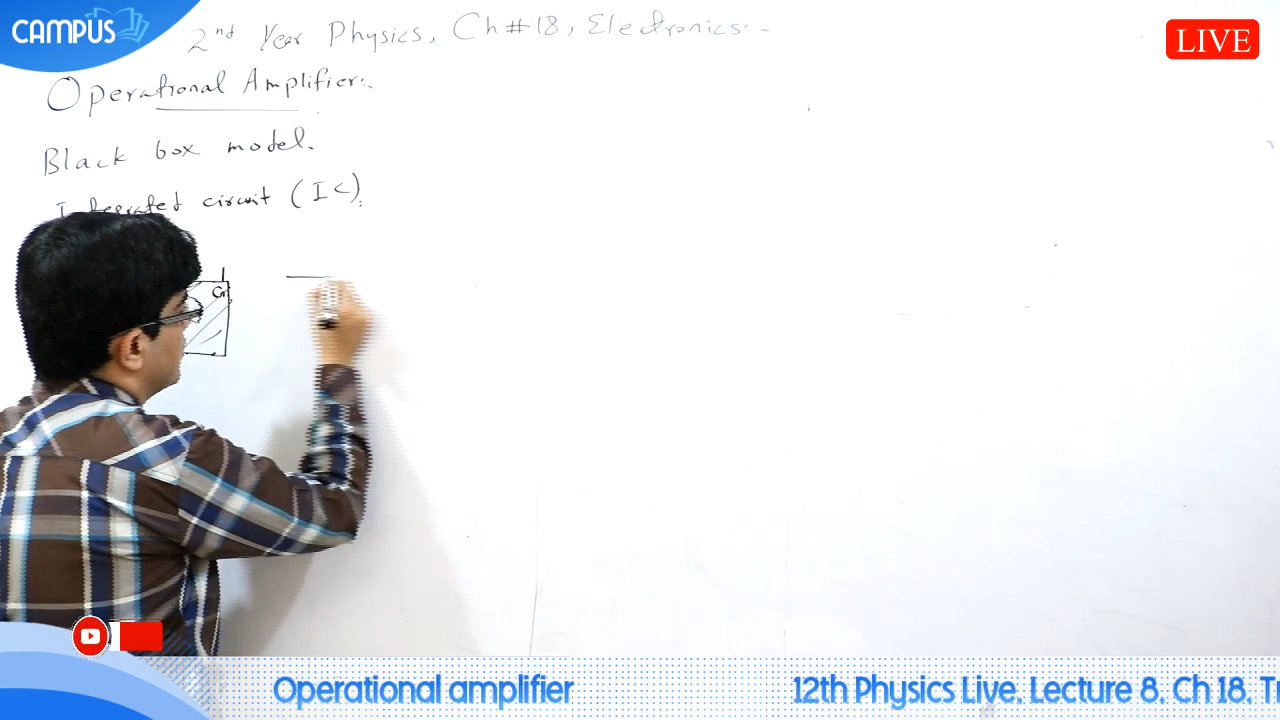 CAMPUS
LIVE
2nd Year Physics, Ch#18, Electronics:-
Operational Amplifier:.
Black box model.
Integrated circuit (IC).
Operational amplifier
12th Physics Live, Lecture 8, Ch 18, T